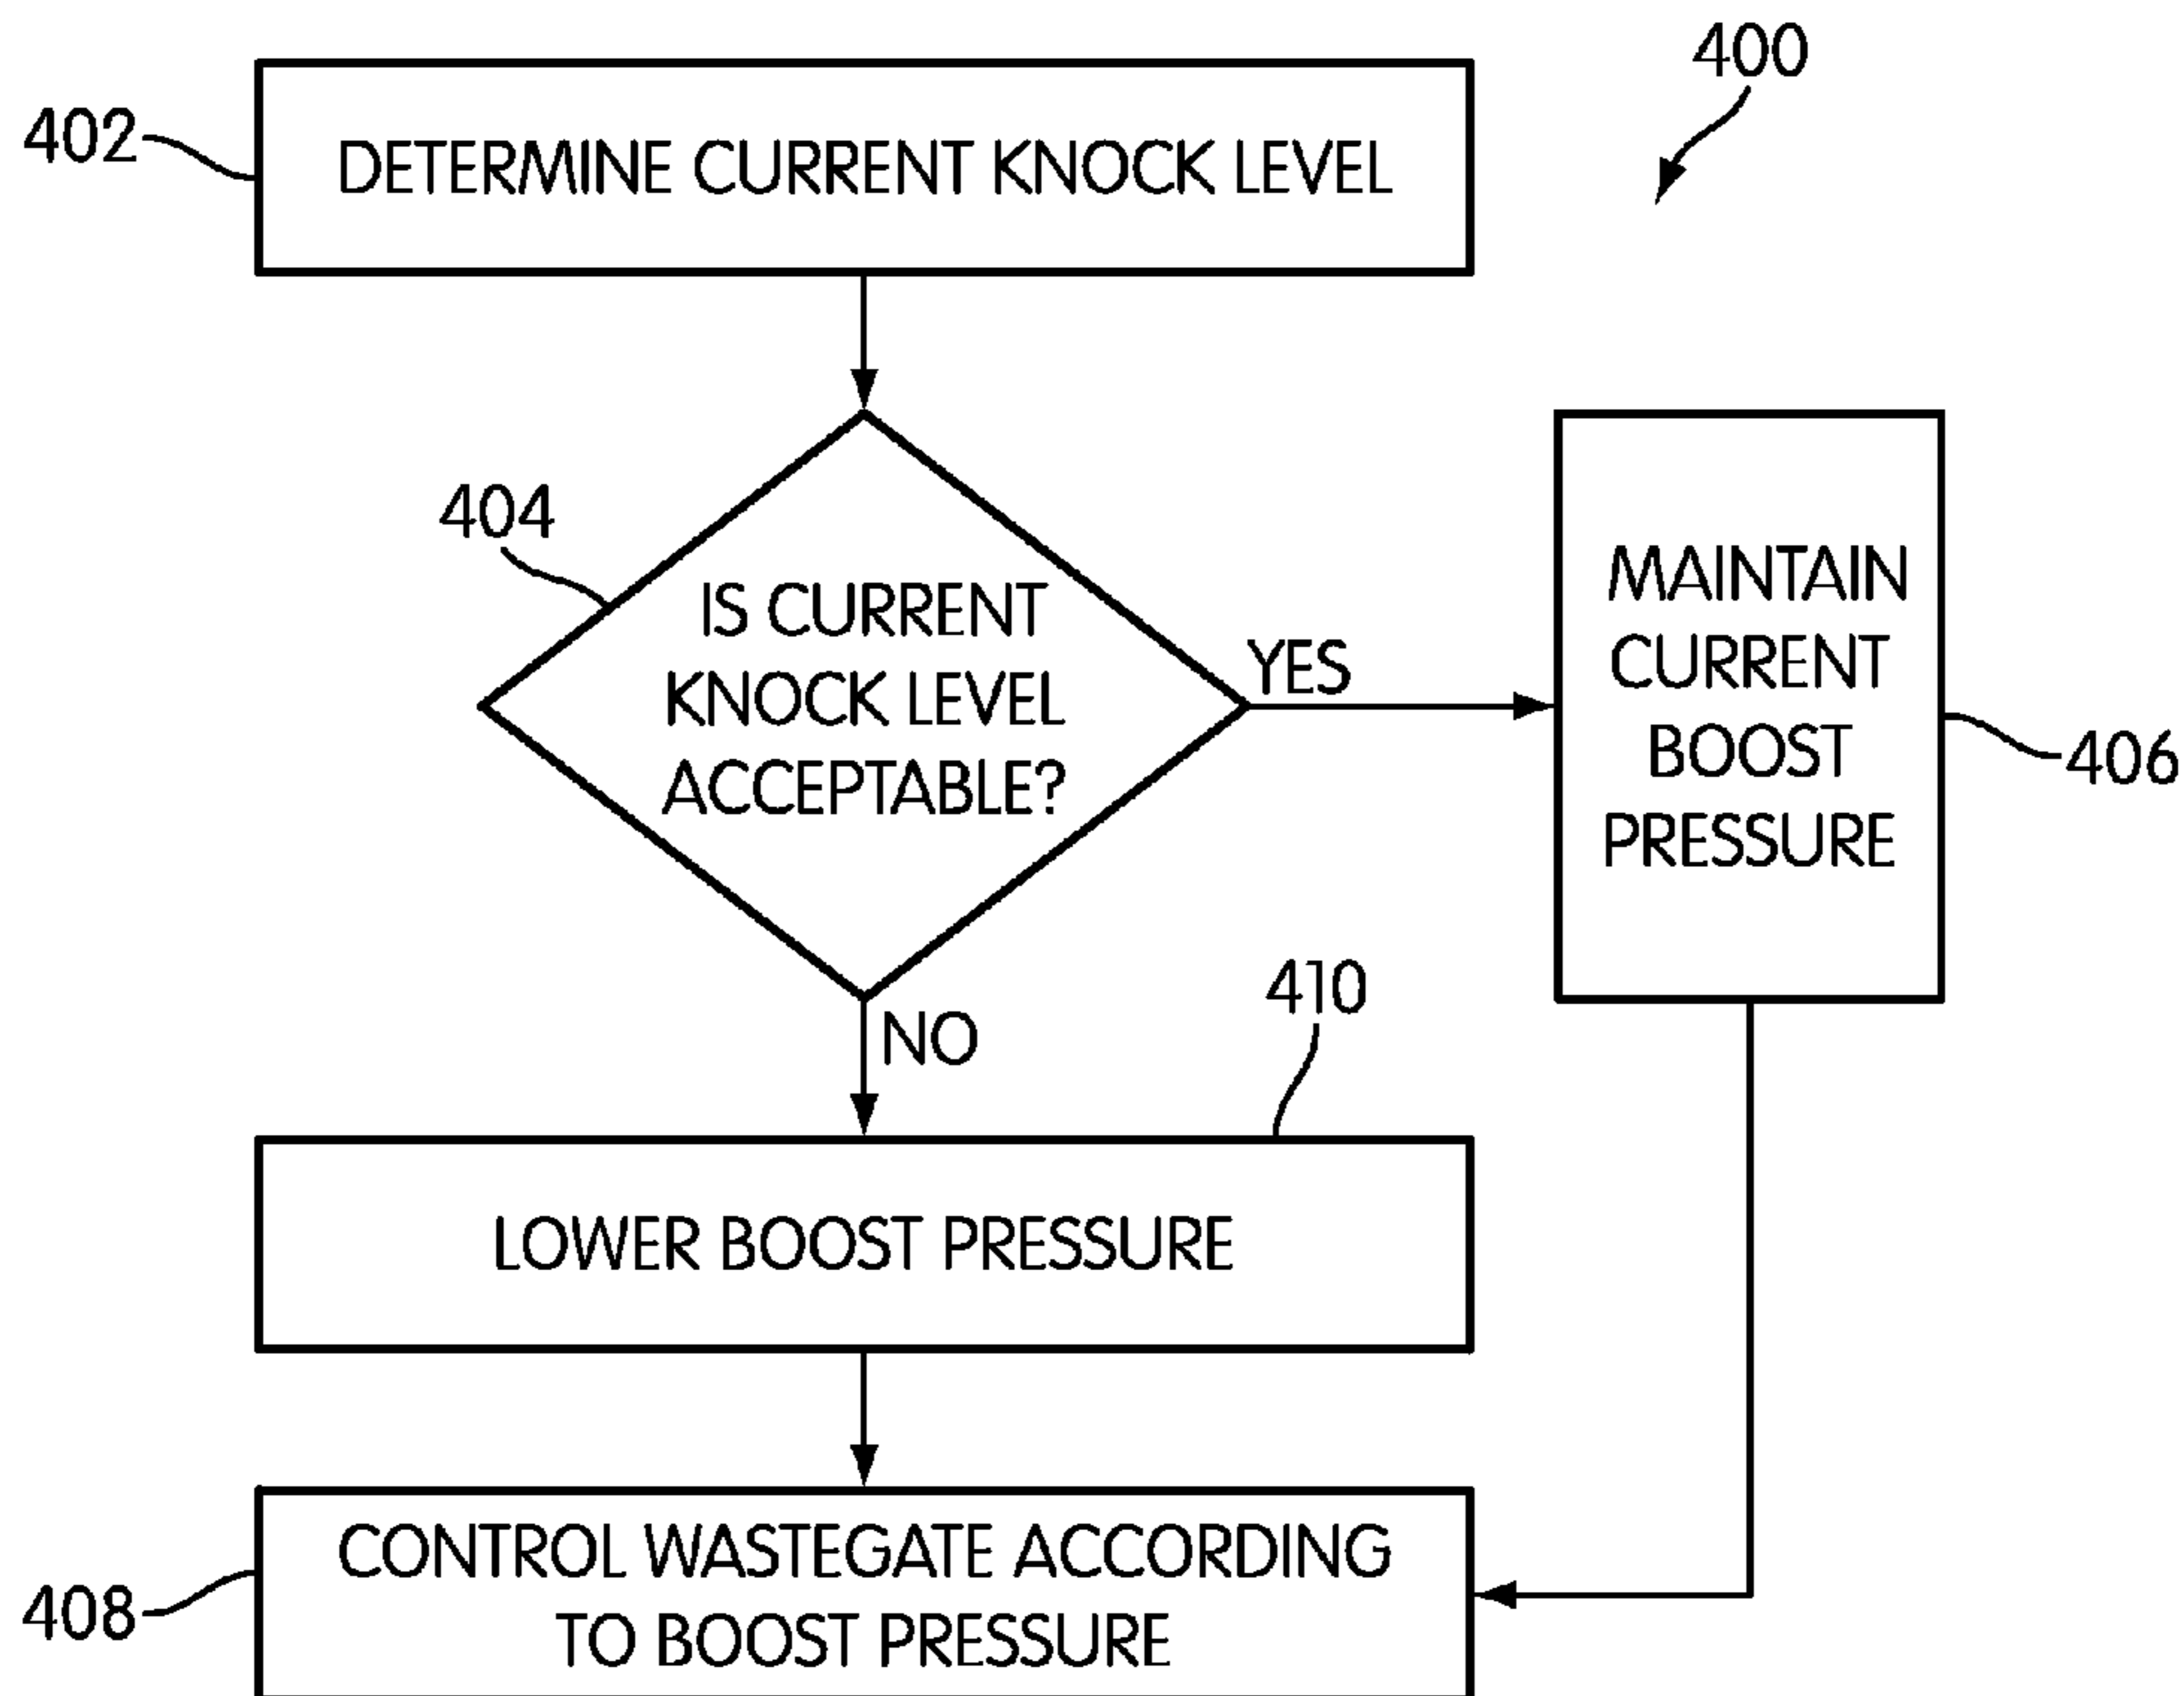 400
402
DETERMINE CURRENT KNOCK LEVEL
404
IS CURRENT
KNOCK LEVEL
ACCEPTABLE?
YES
MAINTAIN
CURRENT
BOOST
PRESSURE
406
NO
410
LOWER BOOST PRESSURE
408
CONTROL WASTEGATE ACCORDING
TO BOOST PRESSURE